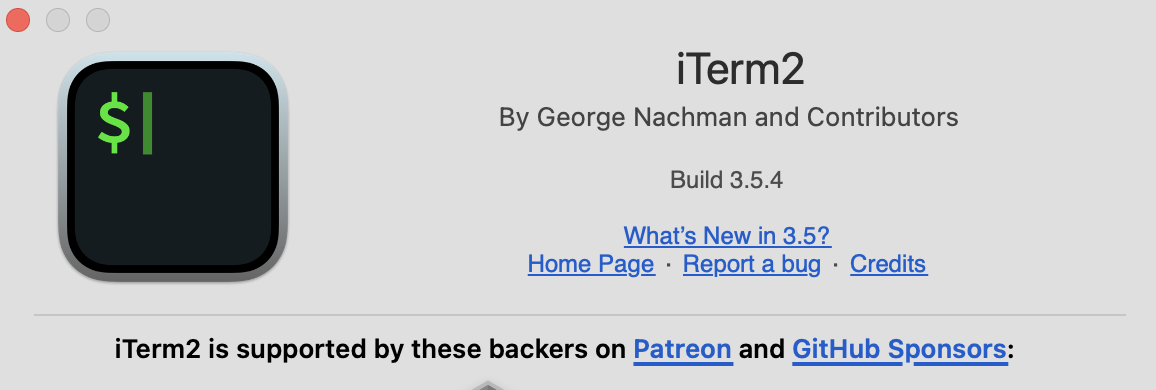 $
iTerm2
By George Nachman and Contributors
Build 3.5.4
What’s New in 3.5?
Home Page · Report a bug · Credits
iTerm2 is supported by these backers on Patreon and GitHub Sponsors: